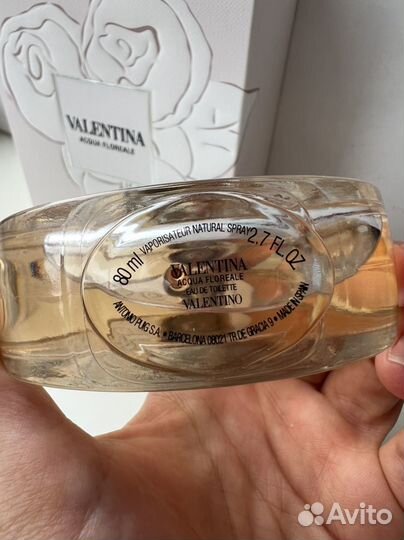 VALENTINA
ACQUA FLOREALE
80 ml VAPORISATEUR NATURAL SPRAY 2.7 FL.OZ
VALENTINA
ACQUA FLOREALE
EAU DE TOILETTE
VALENTINO
ANTONIO PUIG S.A. • BARCELONA 08021 TR. DE GRACIA 9 • MADE IN SPAIN
Avito